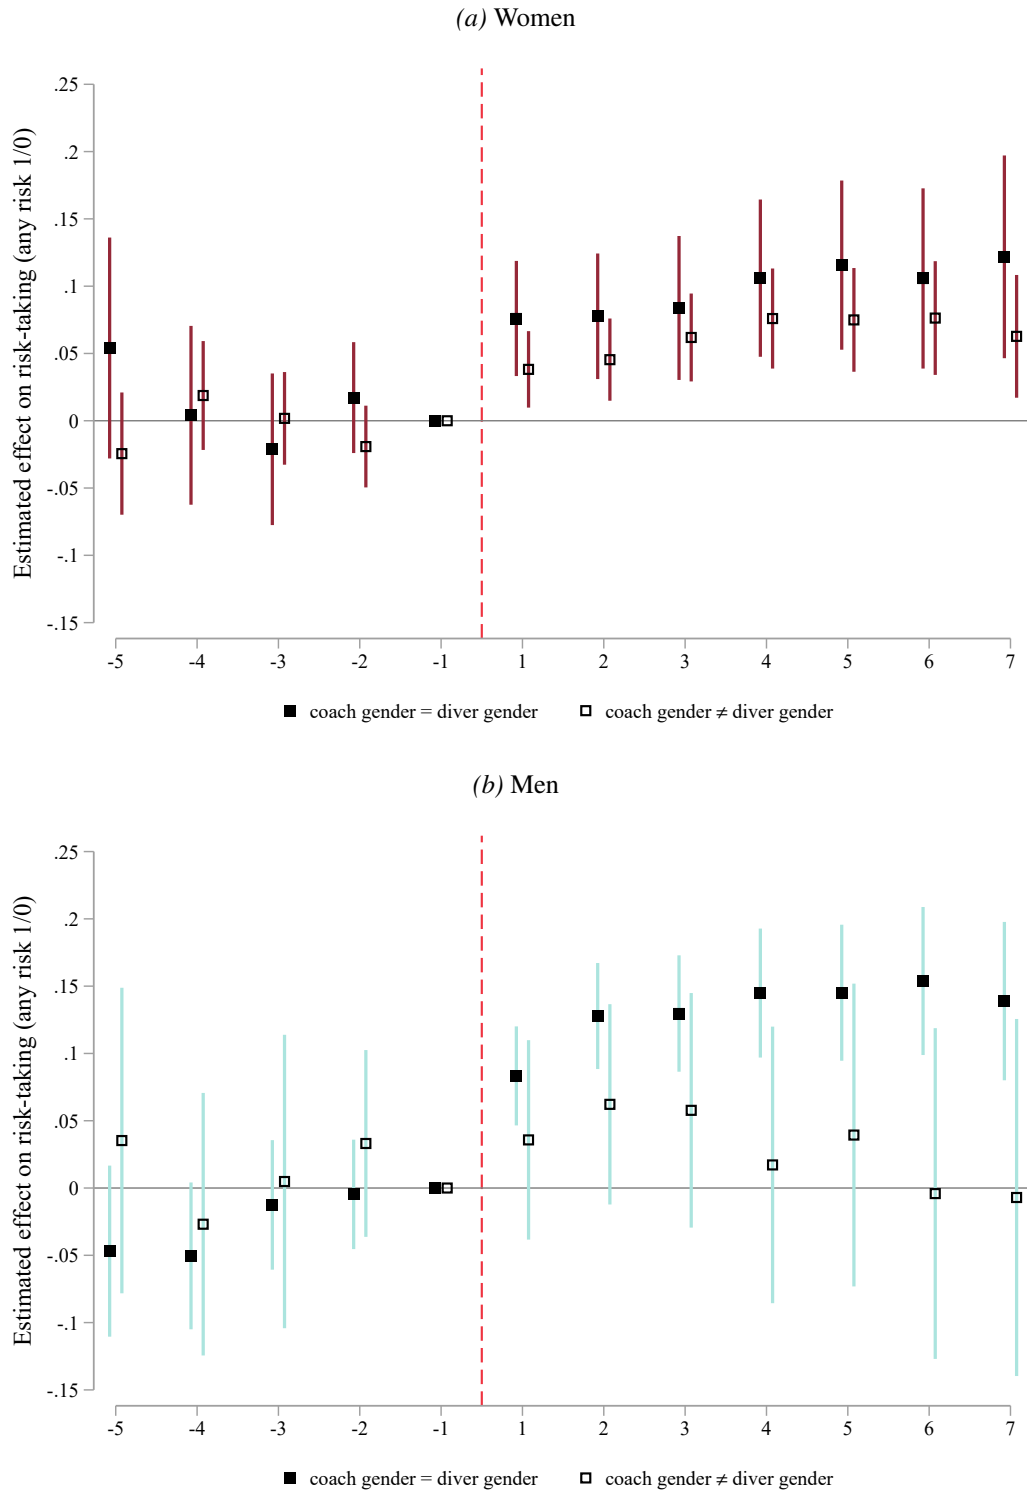 (a) Women
Estimated effect on risk-taking (any risk 1/0)
.25
.2
.15
.1
.05
0
-.05
-.1
-.15
-5 -4 -3 -2 -1 1 2 3 4 5 6 7
coach gender = diver gender coach gender ≠ diver gender
(b) Men
Estimated effect on risk-taking (any risk 1/0)
.25
.2
.15
.1
.05
0
-.05
-.1
-.15
-5 -4 -3 -2 -1 1 2 3 4 5 6 7
coach gender = diver gender coach gender ≠ diver gender